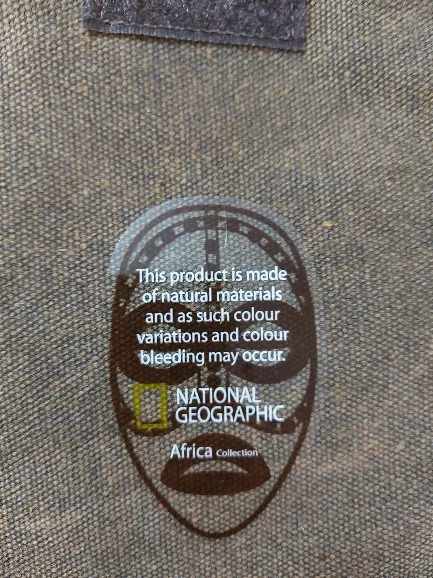 This product is made
of natural materials
and as such colour
variations and colour
bleeding may occur.
NATIONAL
GEOGRAPHIC
Africa Collection